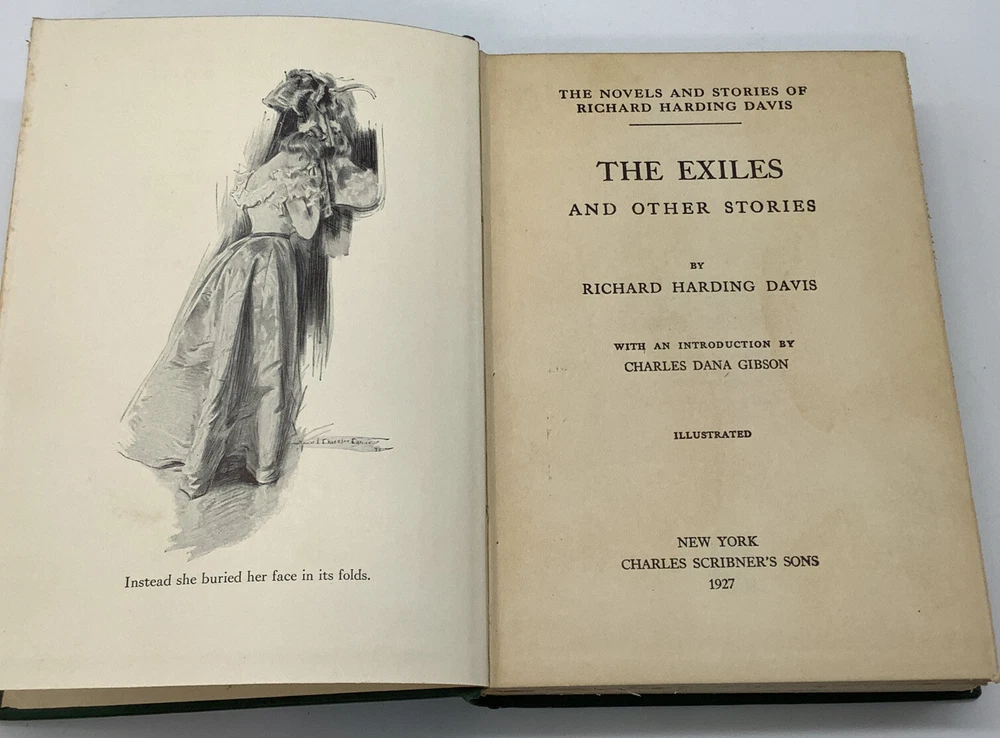 Instead she buried her face in its folds.
THE NOVELS AND STORIES OF
RICHARD HARDING DAVIS
THE EXILES
AND OTHER STORIES
BY
RICHARD HARDING DAVIS
WITH AN INTRODUCTION BY
CHARLES DANA GIBSON
ILLUSTRATED
NEW YORK
CHARLES SCRIBNER'S SONS
1927